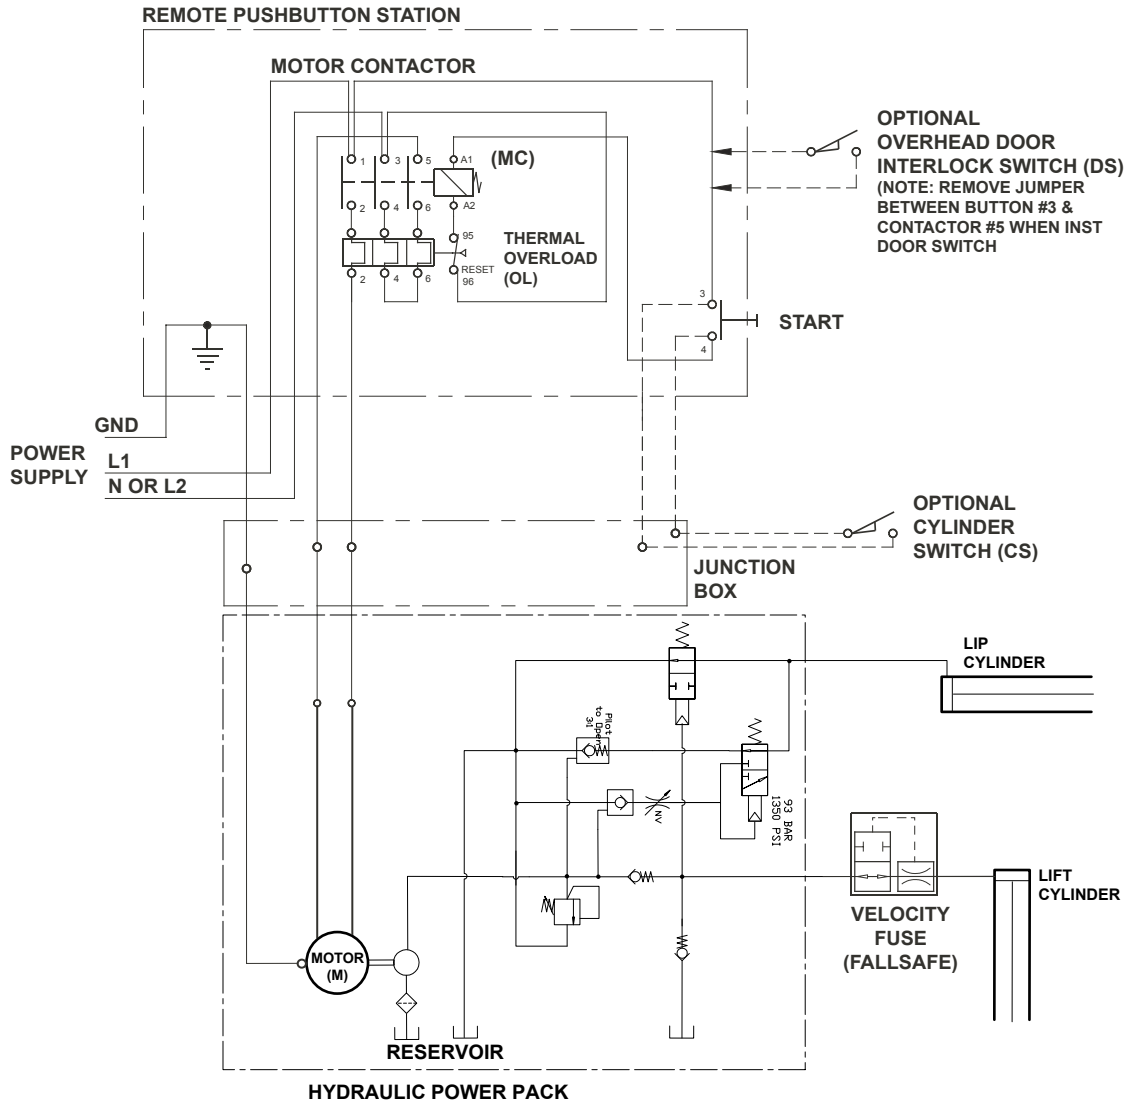 REMOTE PUSHBUTTON STATION
MOTOR CONTACTOR
1
3
5
A1
(MC)
2
4
6
A2
95
THERMAL
OVERLOAD
(OL)
RESET
96
2
4
6
OPTIONAL
OVERHEAD DOOR
INTERLOCK SWITCH (DS)
(NOTE: REMOVE JUMPER
BETWEEN BUTTON #3 &
CONTACTOR #5 WHEN INST
DOOR SWITCH
3
START
4
GND
POWER
SUPPLY
L1
N OR L2
OPTIONAL
CYLINDER
SWITCH (CS)
JUNCTION
BOX
LIP
CYLINDER
Pilot
to Open
3:1
NV
93 BAR
1350 PSI
LIFT
CYLINDER
VELOCITY
FUSE
(FALLSAFE)
MOTOR
(M)
RESERVOIR
HYDRAULIC POWER PACK